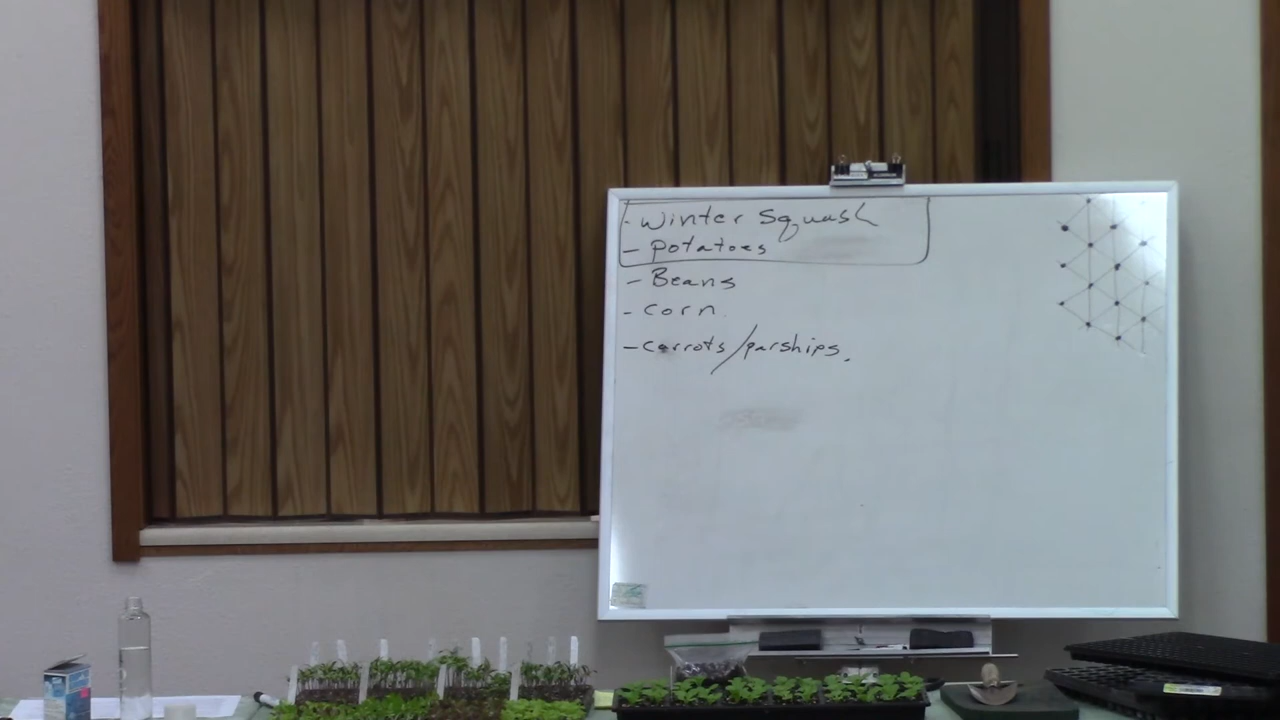 - Winter Squash
- Potatoes
- Beans
- Corn
- carrots/parships.